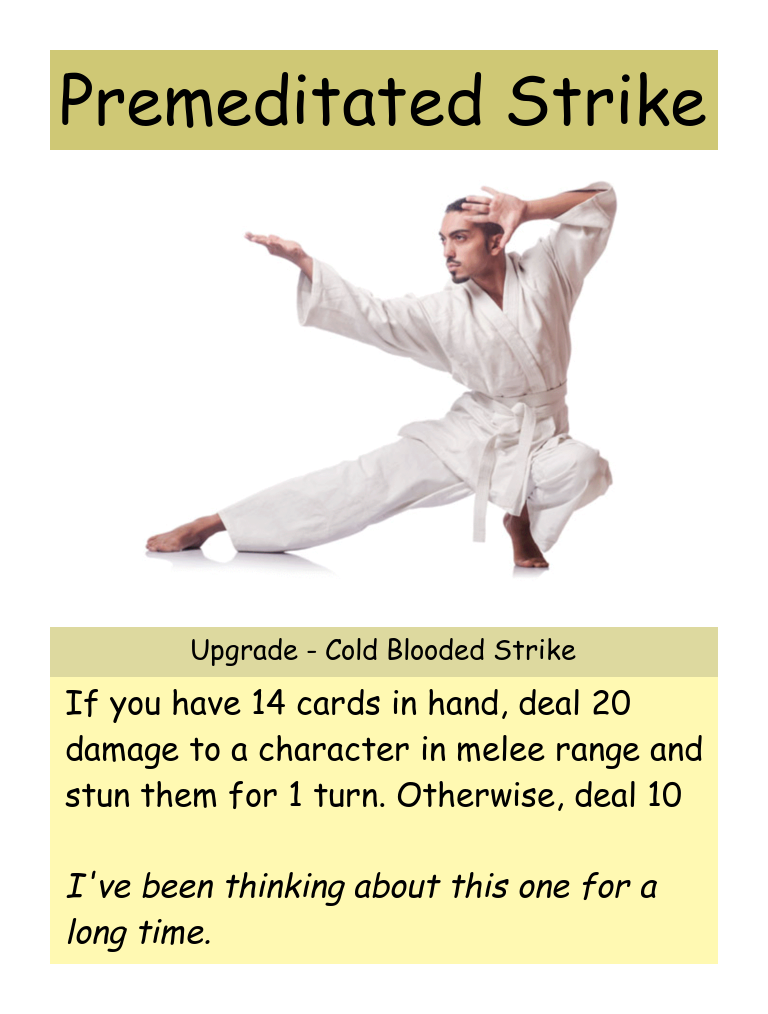 Premeditated Strike
Upgrade - Cold Blooded Strike
If you have 14 cards in hand, deal 20
damage to a character in melee range and
stun them for 1 turn. Otherwise, deal 10
I've been thinking about this one for a
long time.